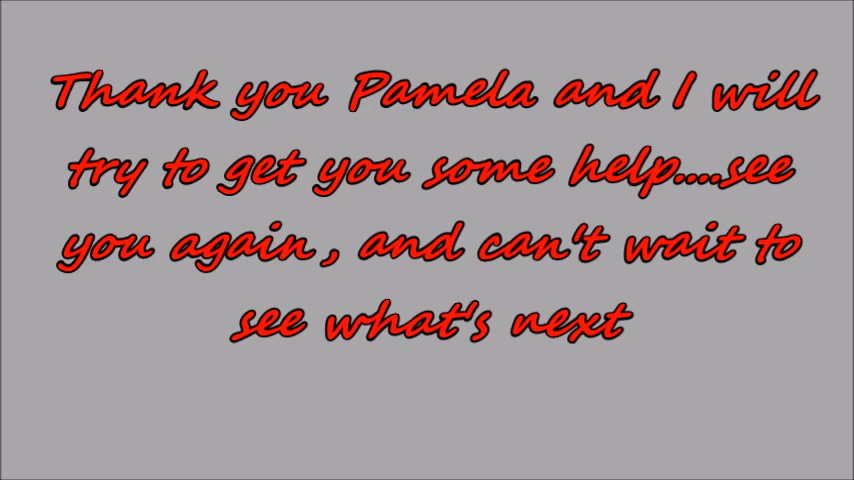 Thank you Pamela and I will
try to get you some help....see
you again, and can't wait to
see what's next